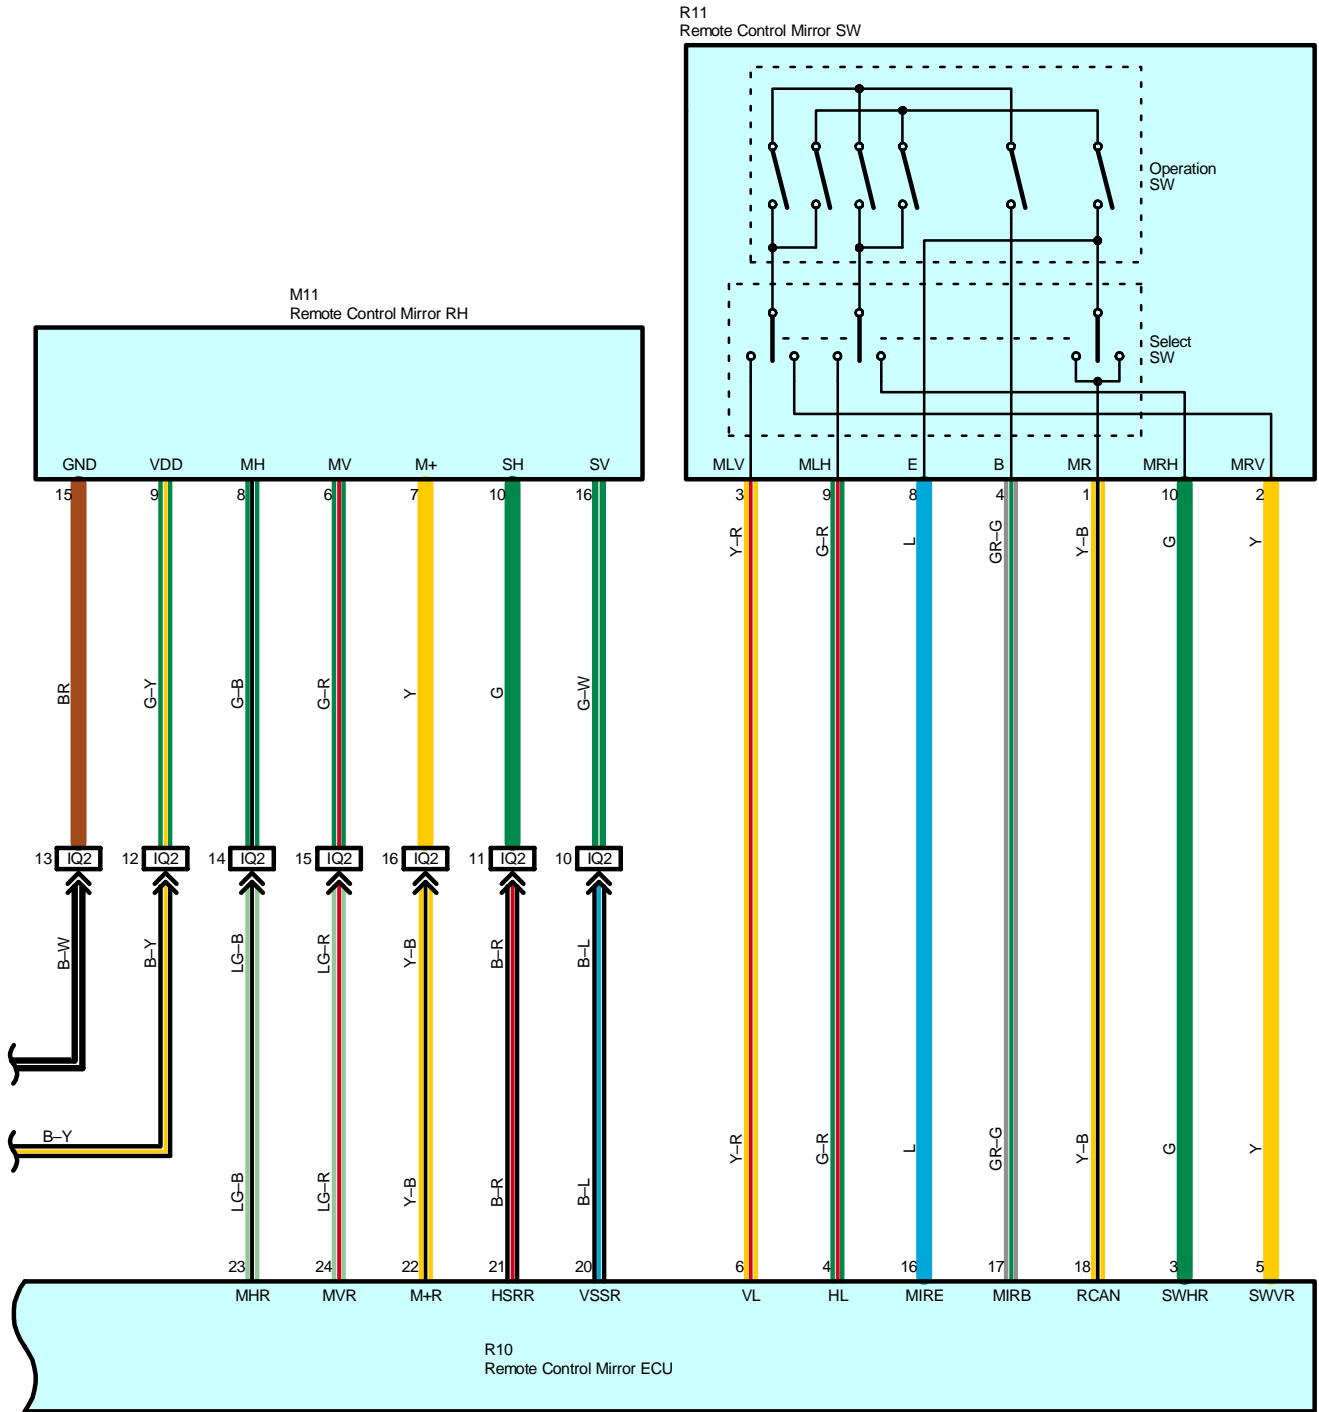 R11
Remote Control Mirror SW
Operation
SW
Select
SW
M11
Remote Control Mirror RH
GND VDD MH MV M+ SH SV
MLV MLH E B MR MRH MRV
15 9 8 6 7 10 16
3 9 8 4 1 10 2
Y–R G–R L GR–G Y–B G Y
BR G–Y G–B G–R Y G G–W
13 IQ2 12 IQ2 14 IQ2 15 IQ2 16 IQ2 11 IQ2 10 IQ2
B–W B–Y LG–B LG–R Y–B B–R B–L
B–Y
Y–R G–R L GR–G Y–B G Y
LG–B LG–R Y–B B–R B–L
23 24 22 21 20 6 4 16 17 18 3 5
MHR MVR M+R HSRR VSSR VL HL MIRE MIRB RCAN SWHR SWVR
R10
Remote Control Mirror ECU